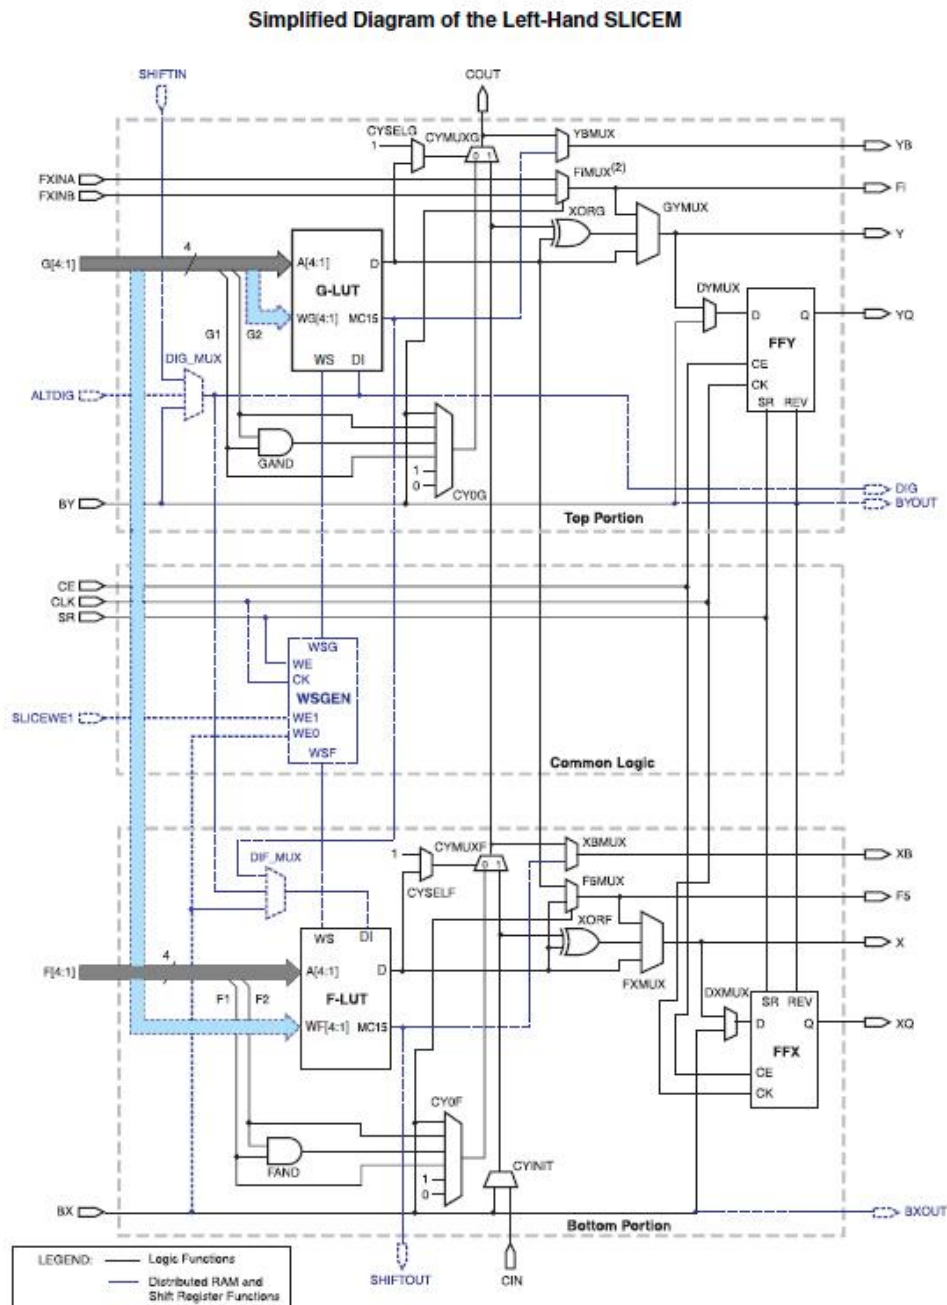 Simplified Diagram of the Left-Hand SLICEM
SHIFTIN
COUT
CYSELG
CYMUXG
YBMUX
1
0 1
YB
FXINA
FXINB
FiMUX(2)
Fi
XORG
GYMUX
Y
4
G[4:1]
A[4:1]
D
G-LUT
WG[4:1]
MC15
WS
DI
G1
G2
DYMUX
D
Q
FFY
CE
CK
SR
REV
YQ
DIG_MUX
ALTDIG
GAND
1
0
CY0G
BY
DIG
BYOUT
Top Portion
CE
CLK
SR
WSG
WE
CK
WSGEN
WE1
WE0
WSF
SLICEWE1
Common Logic
CYMUXF
XBMUX
1
0 1
XB
DIF_MUX
CYSELF
F5MUX
F5
XORF
X
FXMUX
WS
DI
4
F[4:1]
A[4:1]
D
F-LUT
WF[4:1]
MC15
F1
F2
DXMUX
SR
REV
D
Q
FFX
CE
CK
XQ
CY0F
FAND
1
0
CYINIT
BX
BXOUT
Bottom Portion
SHIFTOUT
CIN
LEGEND:
Logic Functions
Distributed RAM and
Shift Register Functions